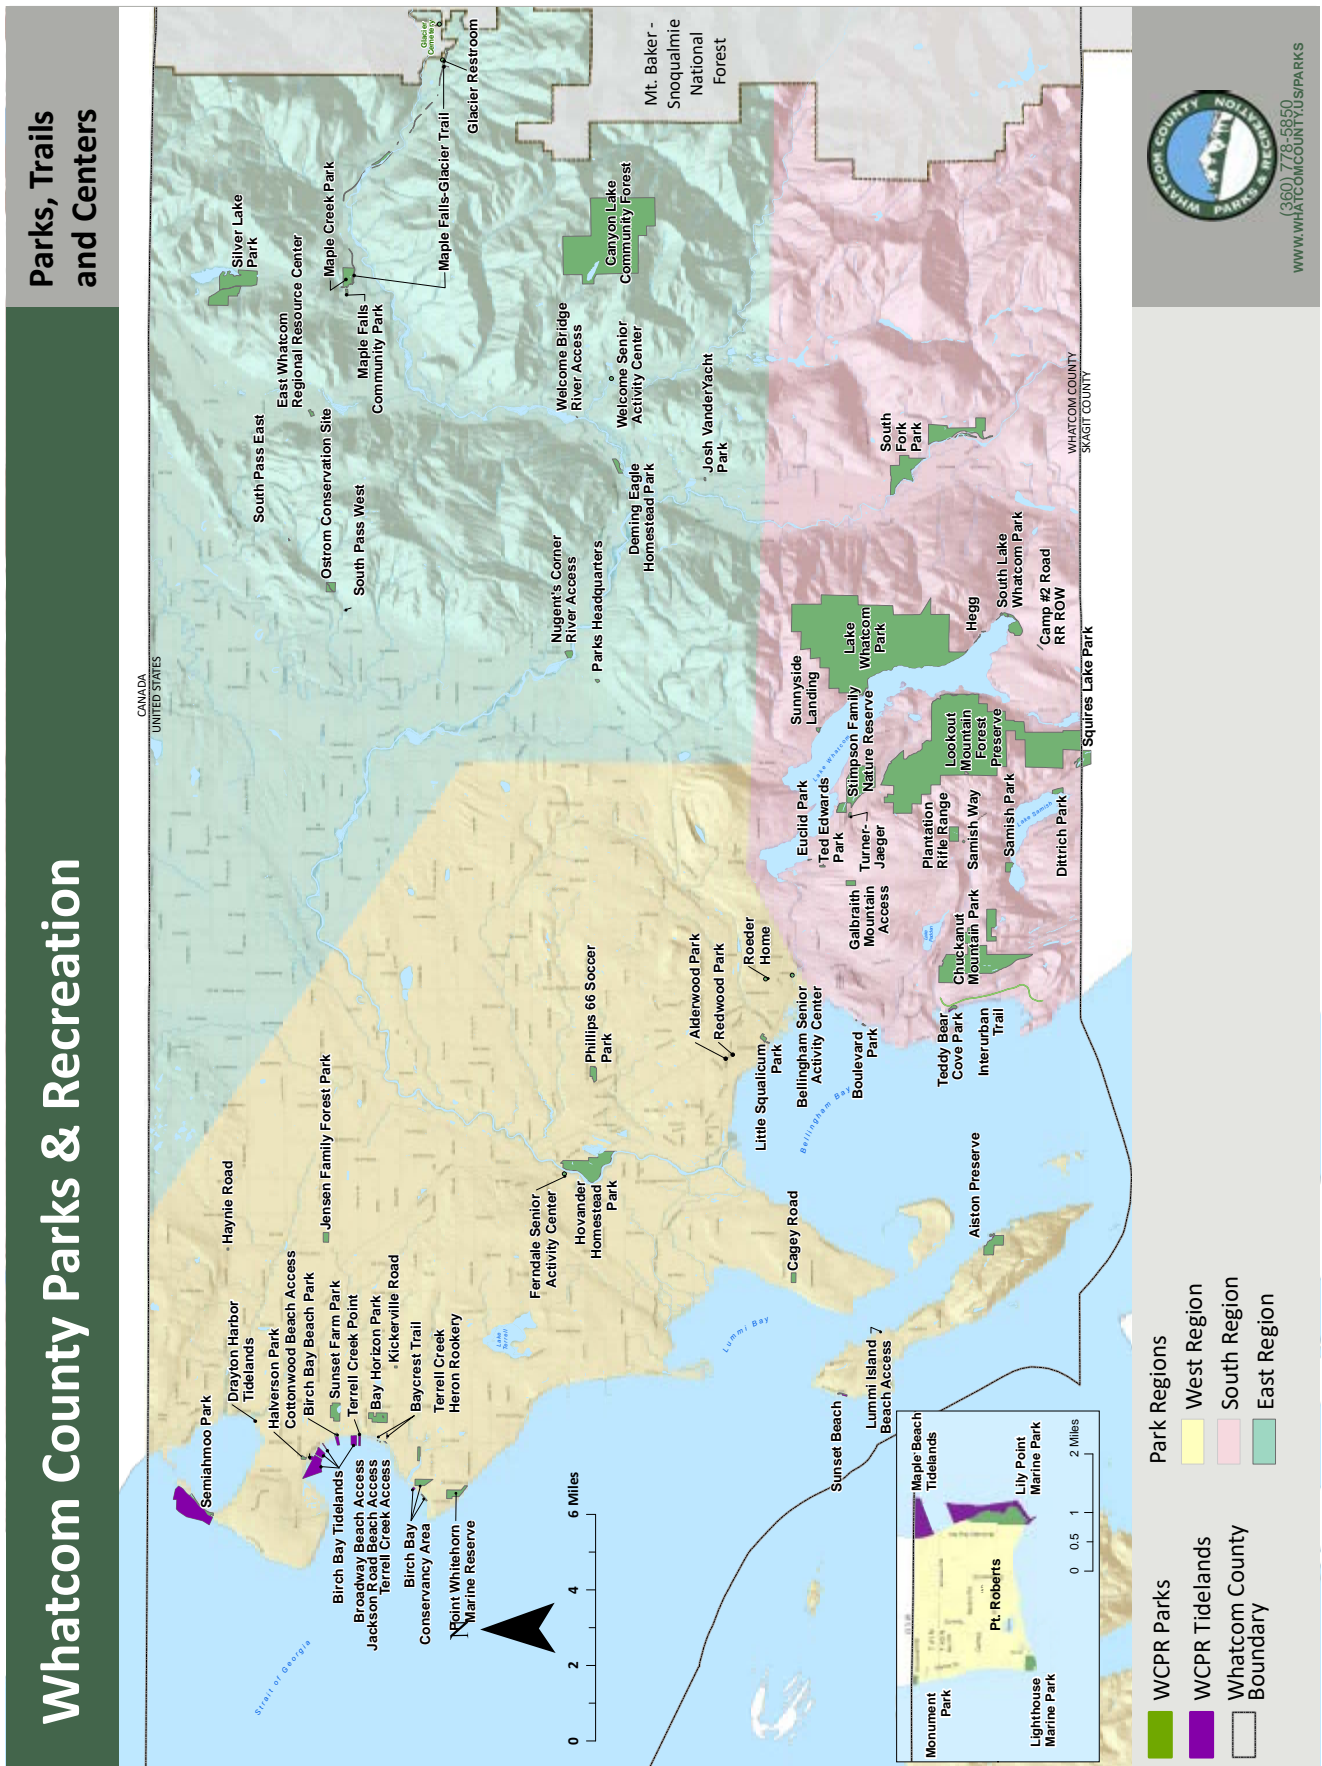 Whatcom County Parks & Recreation
Parks, Trails
and Centers
CANADA
UNITED STATES
Semiahmoo Park
Drayton Harbor
Tidelands
Haynie Road
Halverson Park
Cottonwood Beach Access
Birch Bay Beach Park
Sunset Farm Park
Terrell Creek Point
Bay Horizon Park
Kickerville Road
Baycrest Trail
Terrell Creek
Heron Rookery
Jensen Family Forest Park
Birch Bay Tidelands
Broadway Beach Access
Jackson Road Beach Access
Terrell Creek Access
Birch Bay
Conservancy Area
Point Whitehorn
Marine Reserve
N
Strait of Georgia
0
2
4
6 Miles
Lake
Terrell
Ferndale Senior
Activity Center
Hovander
Homestead
Park
Phillips 66 Soccer
Park
Alderwood Park
Redwood Park
Roeder
Home
Little Squalicum
Park
Bellingham Senior
Activity Center
Boulevard
Park
Bellingham Bay
Cagey Road
Lummi Bay
Lummi Island
Beach Access
Sunset Beach
Aiston Preserve
South Pass East
Ostrom Conservation Site
South Pass West
East Whatcom
Regional Resource Center
Silver Lake
Park
Maple Creek Park
Maple Falls
Community Park
Maple Falls-Glacier Trail
Glacier Restroom
Glacier
Cemetery
Mt. Baker -
Snoqualmie
National
Forest
Canyon Lake
Community Forest
Welcome Bridge
River Access
Welcome Senior
Activity Center
Josh VanderYacht
Park
Deming Eagle
Homestead Park
Nugent's Corner
River Access
Parks Headquarters
South
Fork
Park
WHATCOM COUNTY
SKAGIT COUNTY
Sunnyside
Landing
Lake
Whatcom
Park
Lake Whatcom
Stimpson Family
Nature Reserve
Euclid Park
Ted Edwards
Park
Turner-
Jaeger
Galbraith
Mountain
Access
Lookout
Mountain
Forest
Preserve
Hegg
South Lake
Whatcom Park
Camp #2 Road
RR ROW
Squires Lake Park
Plantation
Rifle Range
Samish Way
Samish Park
Lake Samish
Dittrich Park
Lake
Padden
Chuckanut
Mountain Park
Teddy Bear
Cove Park
Interurban
Trail
Maple Beach
Tidelands
Lily Point
Marine Park
Pt. Roberts
Monument
Park
Lighthouse
Marine Park
0
0.5
1
2 Miles
WCPR Parks
WCPR Tidelands
Whatcom County
Boundary
Park Regions
West Region
South Region
East Region
WHATCOM COUNTY
PARKS & RECREATION
(360) 778-5850
WWW.WHATCOMCOUNTY.US/PARKS